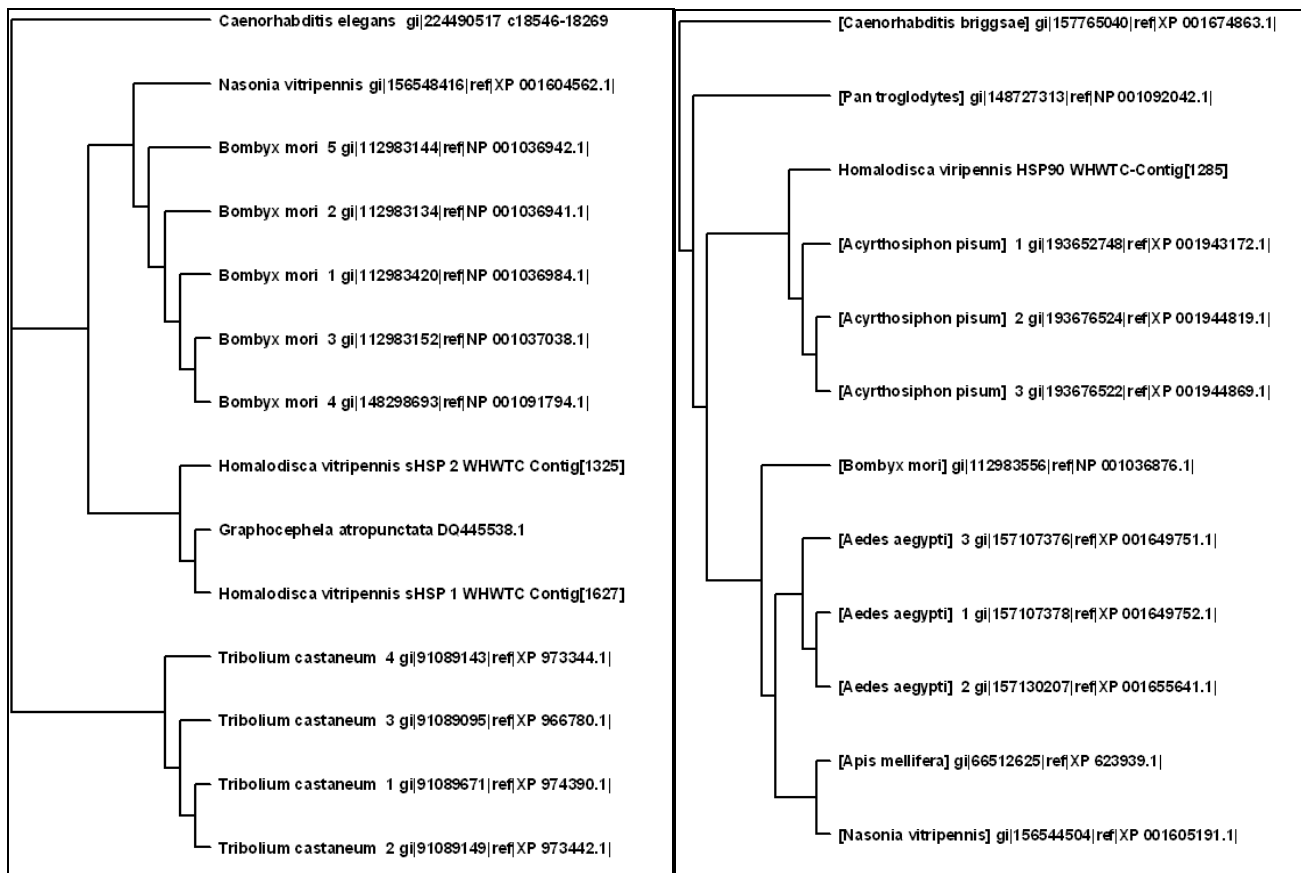 Caenorhabditis elegans gi|224490517 c18546-18269
Nasonia vitripennis gi|156548416|ref|XP 001604562.1|
Bombyx mori 5 gi|112983144|ref|NP 001036942.1|
Bombyx mori 2 gi|112983134|ref|NP 001036941.1|
Bombyx mori 1 gi|112983420|ref|NP 001036984.1|
Bombyx mori 3 gi|112983152|ref|NP 001037038.1|
Bombyx mori 4 gi|148298693|ref|NP 001091794.1|
Homalodisca vitripennis sHSP 2 WHWTC Contig[1325]
Graphocephela atropunctata DQ445538.1
Homalodisca vitripennis sHSP 1 WHWTC Contig[1627]
Tribolium castaneum 4 gi|91089143|ref|XP 973344.1|
Tribolium castaneum 3 gi|91089095|ref|XP 966780.1|
Tribolium castaneum 1 gi|91089671|ref|XP 974390.1|
Tribolium castaneum 2 gi|91089149|ref|XP 973442.1|
[Caenorhabditis briggsae] gi|157765040|ref|XP 001674863.1|
[Pan troglodytes] gi|148727313|ref|NP 001092042.1|
Homalodisca viripennis HSP90 WHWTC-Contig[1285]
[Acyrthosiphon pisum] 1 gi|193652748|ref|XP 001943172.1|
[Acyrthosiphon pisum] 2 gi|193676524|ref|XP 001944819.1|
[Acyrthosiphon pisum] 3 gi|193676522|ref|XP 001944869.1|
[Bombyx mori] gi|112983556|ref|NP 001036876.1|
[Aedes aegypti] 3 gi|157107376|ref|XP 001649751.1|
[Aedes aegypti] 1 gi|157107378|ref|XP 001649752.1|
[Aedes aegypti] 2 gi|157130207|ref|XP 001655641.1|
[Apis mellifera] gi|66512625|ref|XP 623939.1|
[Nasonia vitripennis] gi|156544504|ref|XP 001605191.1|